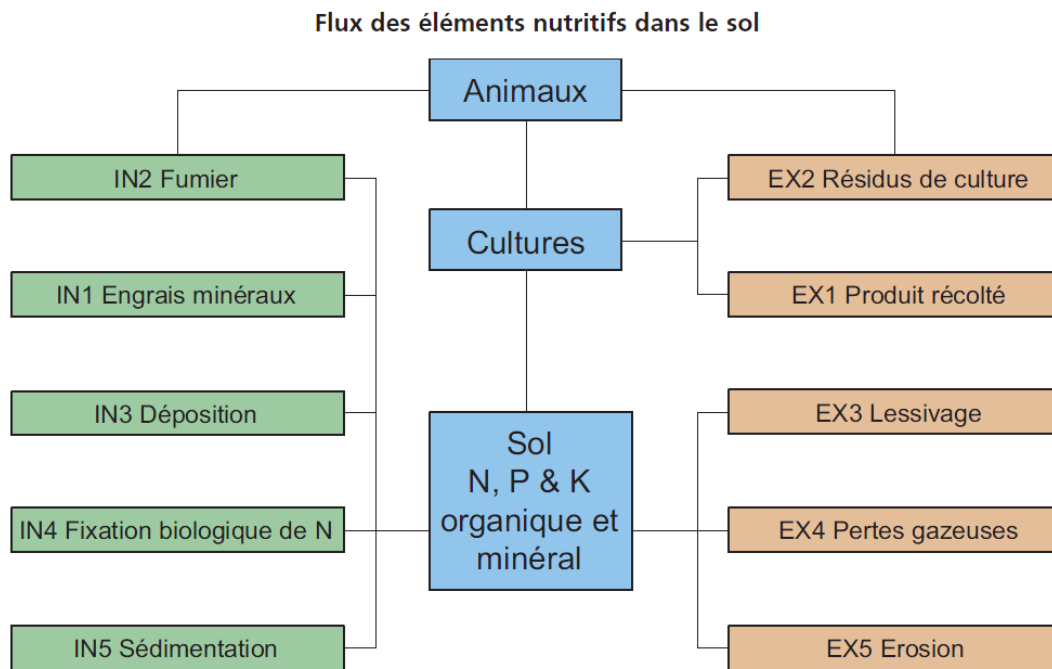 Flux des éléments nutritifs dans le sol
Animaux
IN2 Fumier
EX2 Résidus de culture
Cultures
IN1 Engrais minéraux
EX1 Produit récolté
IN3 Déposition
Sol
N, P & K
organique et
minéral
EX3 Lessivage
IN4 Fixation biologique de N
EX4 Pertes gazeuses
IN5 Sédimentation
EX5 Erosion